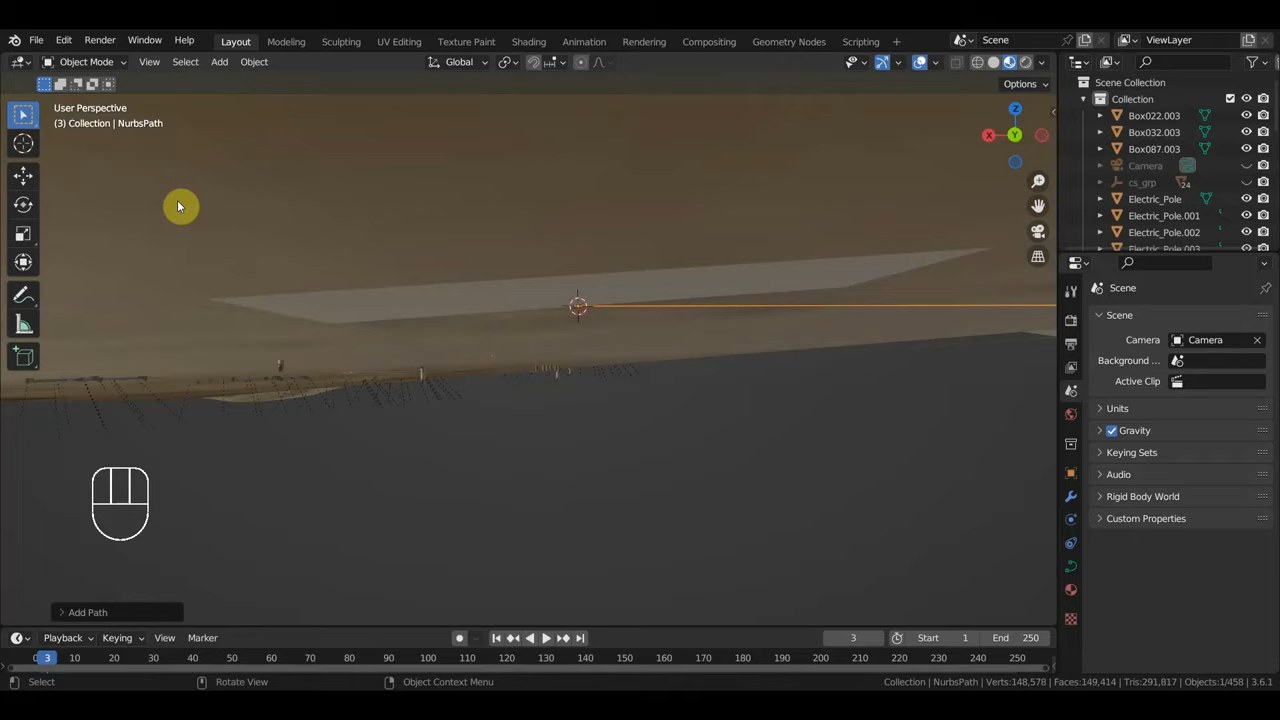 File Edit Render Window Help Layout Modeling Sculpting UV Editing Texture Paint Shading Animation Rendering Compositing Geometry Nodes Scripting + Scene ViewLayer
Object Mode View Select Add Object Global
Options
User Perspective
(3) Collection | NurbsPath
Z
X
Y
Scene Collection
Collection
Box022.003
Box032.003
Box087.003
Camera
cs_grp 24
Electric_Pole
Electric_Pole.001
Electric_Pole.002
Electric_Pole.003
Scene
Scene
Camera Camera
Background ...
Active Clip
Units
Gravity
Keying Sets
Audio
Rigid Body World
Custom Properties
Add Path
Playback Keying View Marker 3 Start 1 End 250
0 3 10 20 30 40 50 60 70 80 90 100 110 120 130 140 150 160 170 180 190 200 210 220 230 240 250
Select Rotate View Object Context Menu Collection | NurbsPath | Verts:148,578 | Faces:149,414 | Tris:291,817 | Objects:1/458 | 3.6.1